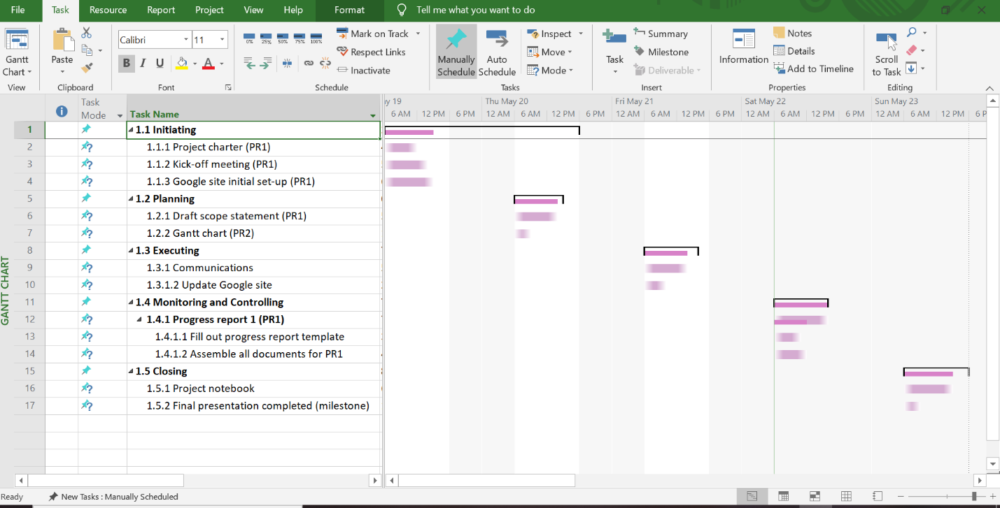 File Task Resource Report Project View Help Format Tell me what you want to do
Gantt Chart
View
Paste
Clipboard
Calibri 11
B I U A
Font
0% 25% 50% 75% 100%
Mark on Track
Respect Links
Inactivate
Schedule
Manually Schedule
Auto Schedule
Inspect
Move
Mode
Tasks
Task
Summary
Milestone
Deliverable
Insert
Information
Notes
Details
Add to Timeline
Properties
Scroll to Task
Editing
GANTT CHART
Task Mode Task Name
y 19 Thu May 20 Fri May 21 Sat May 22 Sun May 23
6 AM 12 PM 6 PM 12 AM 6 AM 12 PM 6 PM 12 AM 6 AM 12 PM 6 PM 12 AM 6 AM 12 PM 6 PM 12 AM 6 AM 12 PM 6 P
1 1.1 Initiating
2 1.1.1 Project charter (PR1)
3 1.1.2 Kick-off meeting (PR1)
4 1.1.3 Google site initial set-up (PR1)
5 1.2 Planning
6 1.2.1 Draft scope statement (PR1)
7 1.2.2 Gantt chart (PR2)
8 1.3 Executing
9 1.3.1 Communications
10 1.3.1.2 Update Google site
11 1.4 Monitoring and Controlling
12 1.4.1 Progress report 1 (PR1)
13 1.4.1.1 Fill out progress report template
14 1.4.1.2 Assemble all documents for PR1
15 1.5 Closing
16 1.5.1 Project notebook
17 1.5.2 Final presentation completed (milestone)
Ready New Tasks : Manually Scheduled